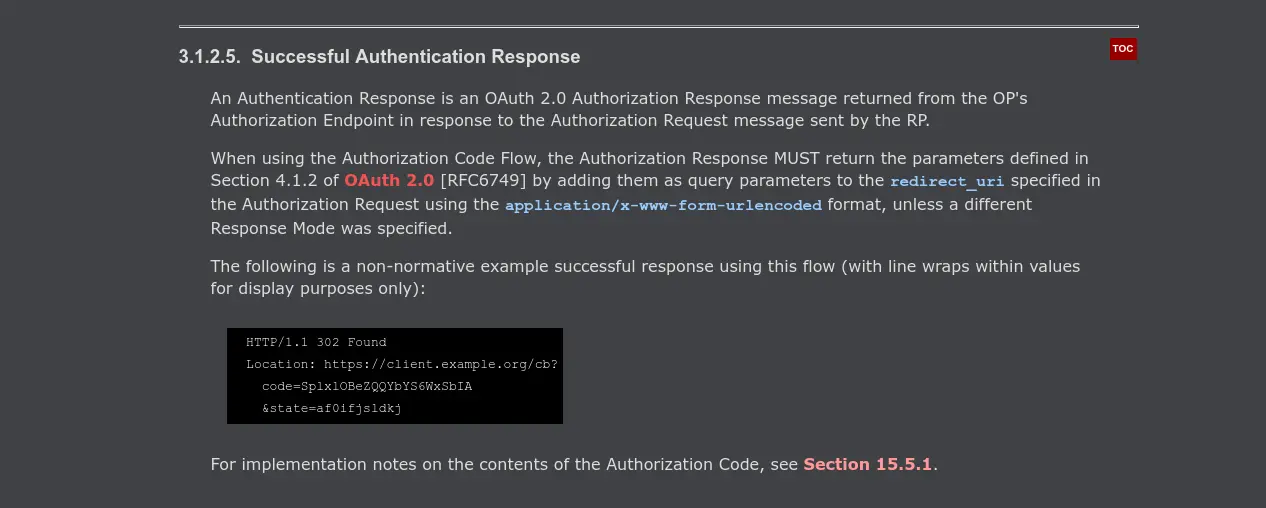 3.1.2.5. Successful Authentication Response
TOC
An Authentication Response is an OAuth 2.0 Authorization Response message returned from the OP's
Authorization Endpoint in response to the Authorization Request message sent by the RP.
When using the Authorization Code Flow, the Authorization Response MUST return the parameters defined in
Section 4.1.2 of OAuth 2.0 [RFC6749] by adding them as query parameters to the redirect_uri specified in
the Authorization Request using the application/x-www-form-urlencoded format, unless a different
Response Mode was specified.
The following is a non-normative example successful response using this flow (with line wraps within values
for display purposes only):
HTTP/1.1 302 Found
Location: https://client.example.org/cb?
code=SplxlOBeZQQYbYS6WxSbIA
&state=af0ifjsldkj
For implementation notes on the contents of the Authorization Code, see Section 15.5.1.